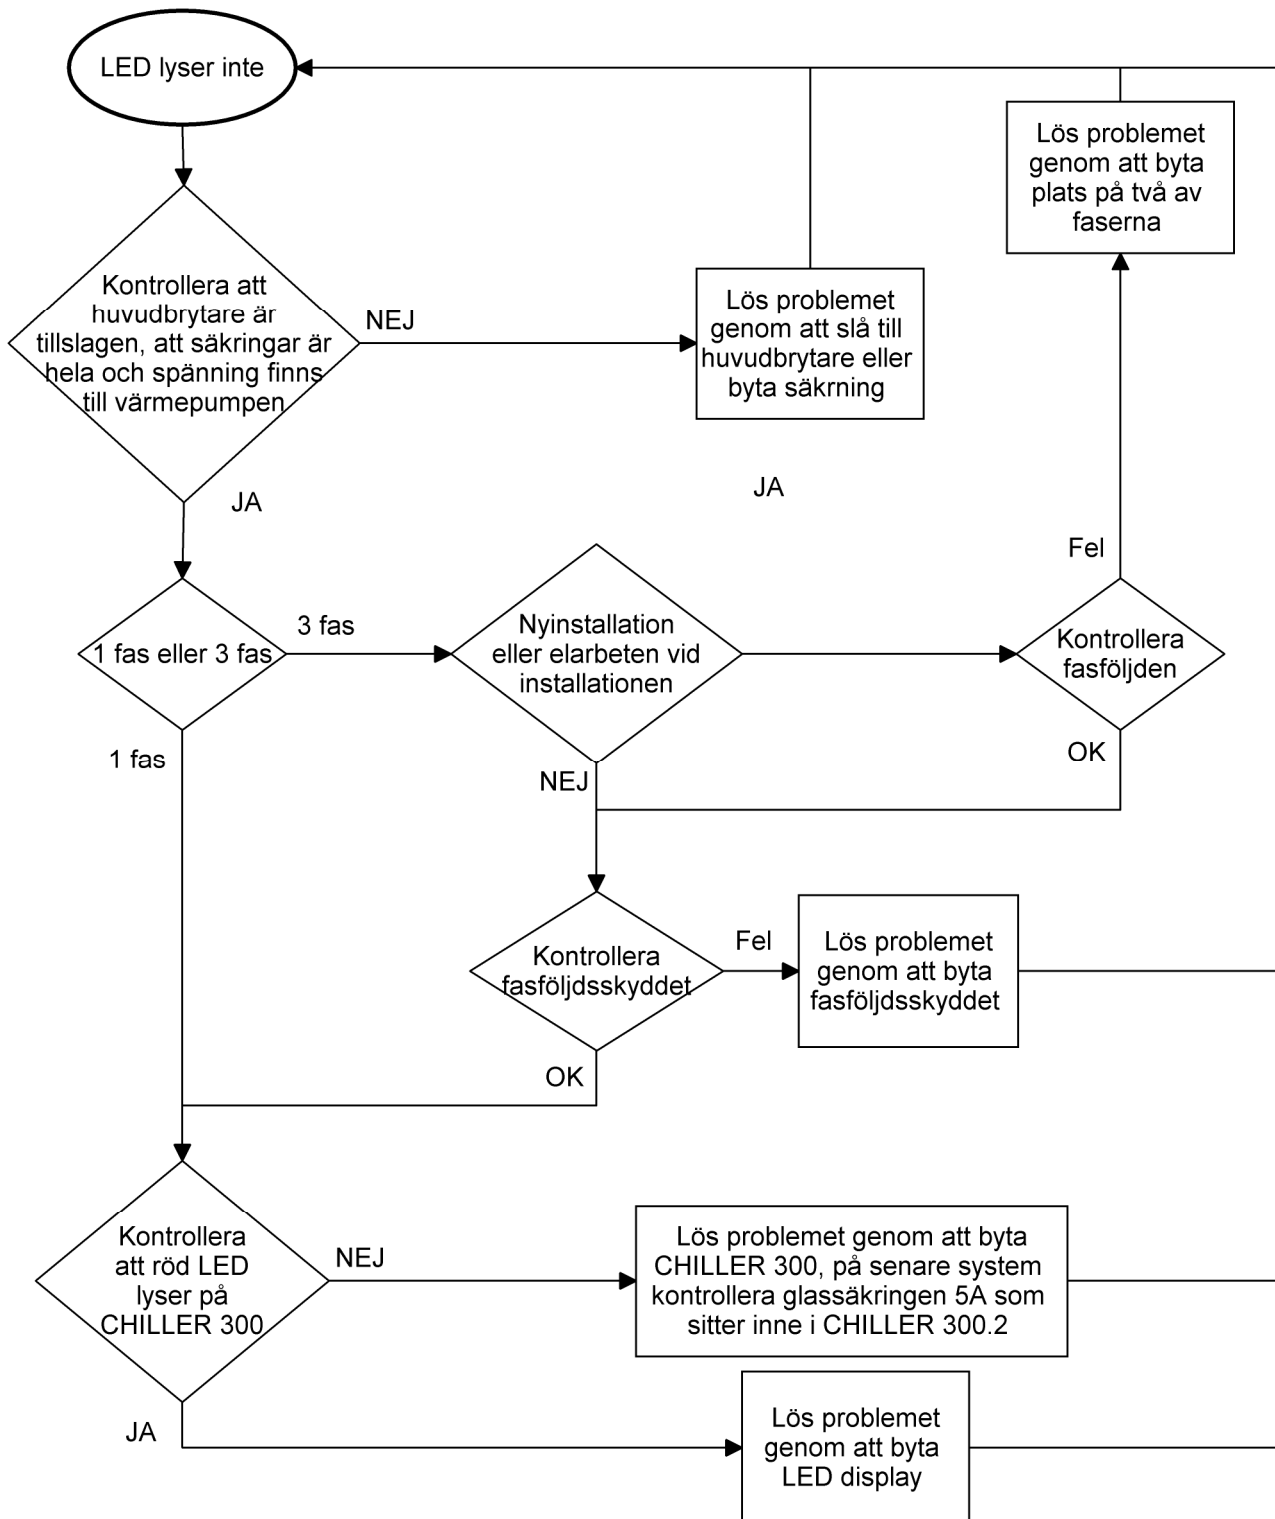 LED lyser inte
Lös problemet
genom att byta
plats på två av
faserna
Kontrollera att
huvudbrytare är
tillslagen, att säkringar är
hela och spänning finns
till värmepumpen
NEJ
Lös problemet
genom att slå till
huvudbrytare eller
byta säkrning
JA
JA
Fel
1 fas eller 3 fas
3 fas
Nyinstallation
eller elarbeten vid
installationen
Kontrollera
fasföljden
1 fas
NEJ
OK
Kontrollera
fasföljdsskyddet
Fel
Lös problemet
genom att byta
fasföljdsskyddet
OK
Kontrollera
att röd LED
lyser på
CHILLER 300
NEJ
Lös problemet genom att byta
CHILLER 300, på senare system
kontrollera glassäkringen 5A som
sitter inne i CHILLER 300.2
JA
Lös problemet
genom att byta
LED display